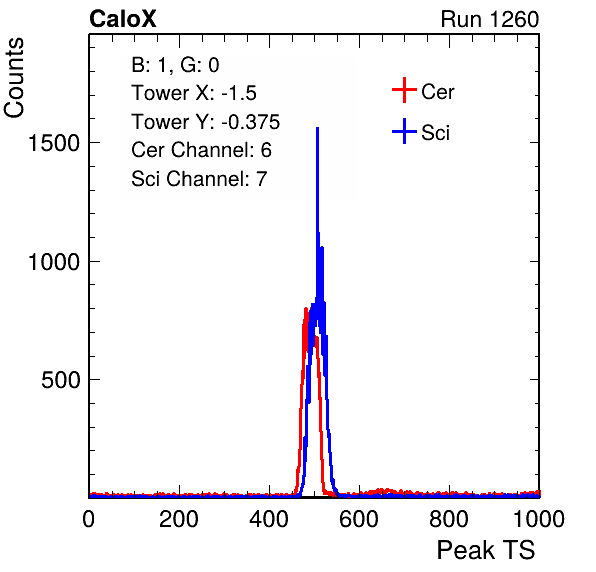 CaloX Run 1260
Counts
B: 1, G: 0
Tower X: -1.5
Tower Y: -0.375
Cer Channel: 6
Sci Channel: 7
Cer
Sci
1500
1000
500
0 200 400 600 800 1000
Peak TS